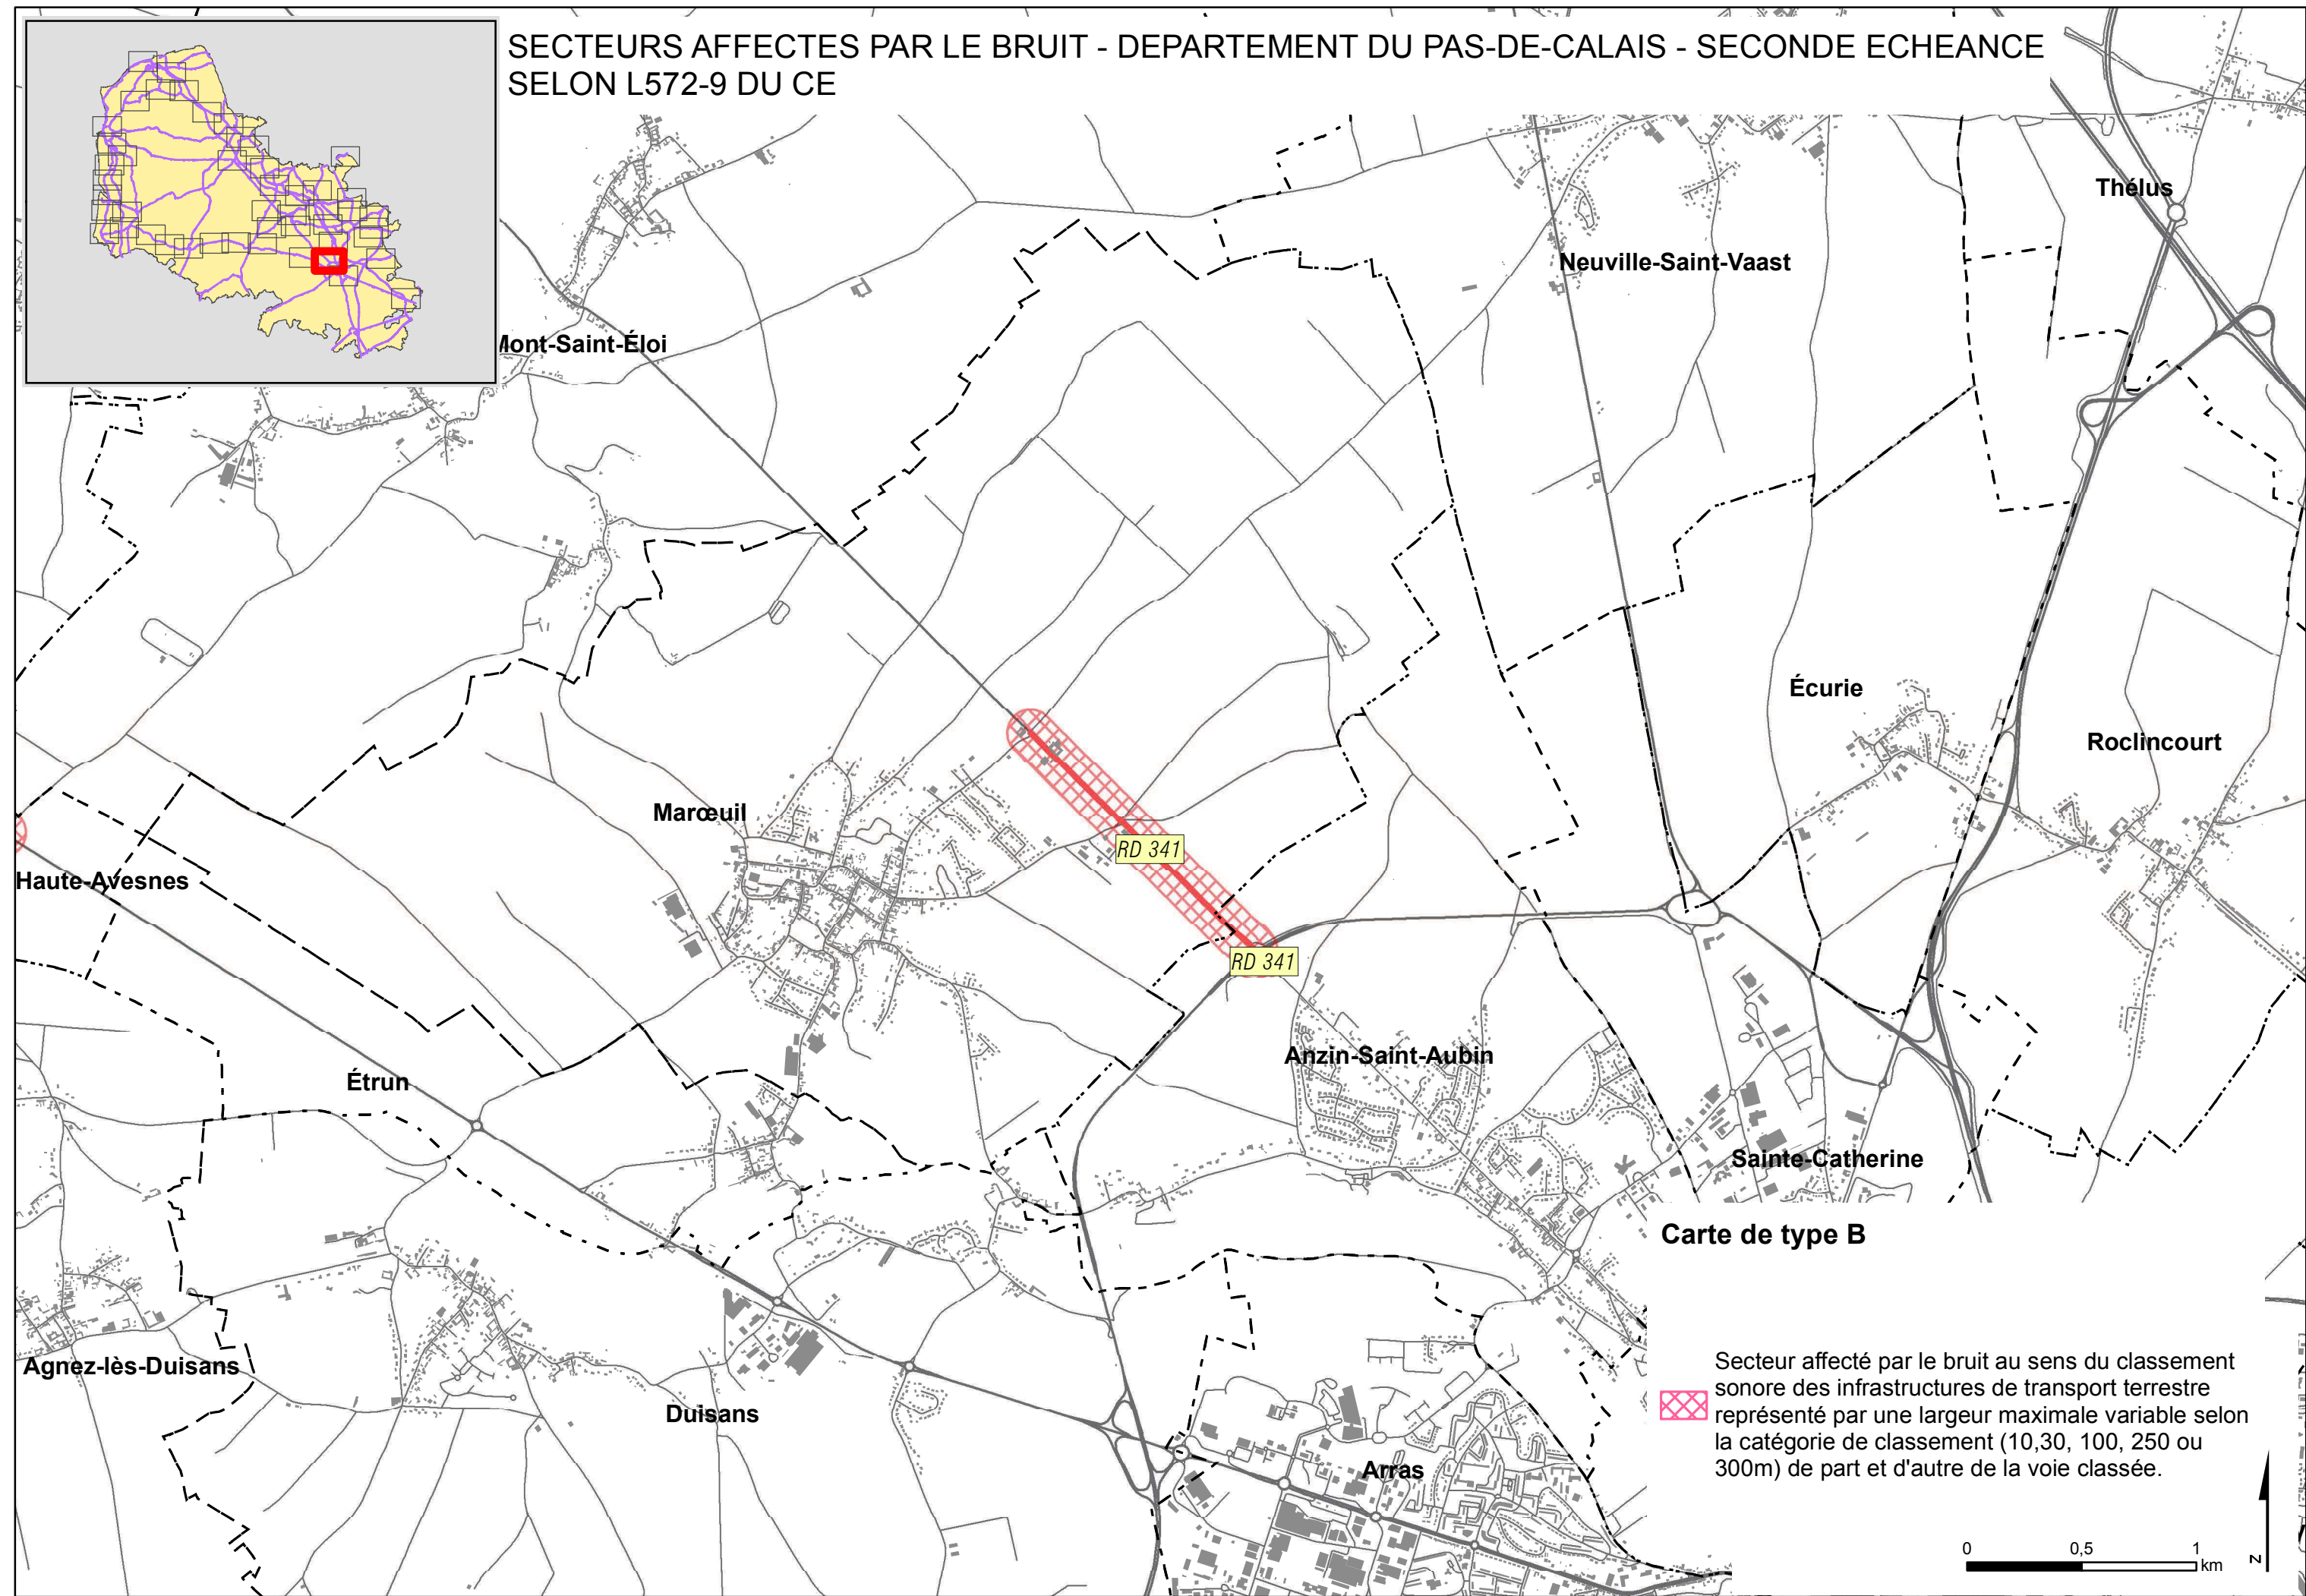 SECTEURS AFFECTES PAR LE BRUIT - DEPARTEMENT DU PAS-DE-CALAIS - SECONDE ECHEANCE
SELON L572-9 DU CE
Thélus
Neuville-Saint-Vaast
Mont-Saint-Éloi
Écurie
Roclincourt
Marœuil
RD 341
Haute-Avesnes
RD 341
Anzin-Saint-Aubin
Étrun
Sainte-Catherine
Carte de type B
Agnez-lès-Duisans
Duisans
Arras
Secteur affecté par le bruit au sens du classement
sonore des infrastructures de transport terrestre
représenté par une largeur maximale variable selon
la catégorie de classement (10,30, 100, 250 ou
300m) de part et d'autre de la voie classée.
0 0,5 1
km
N